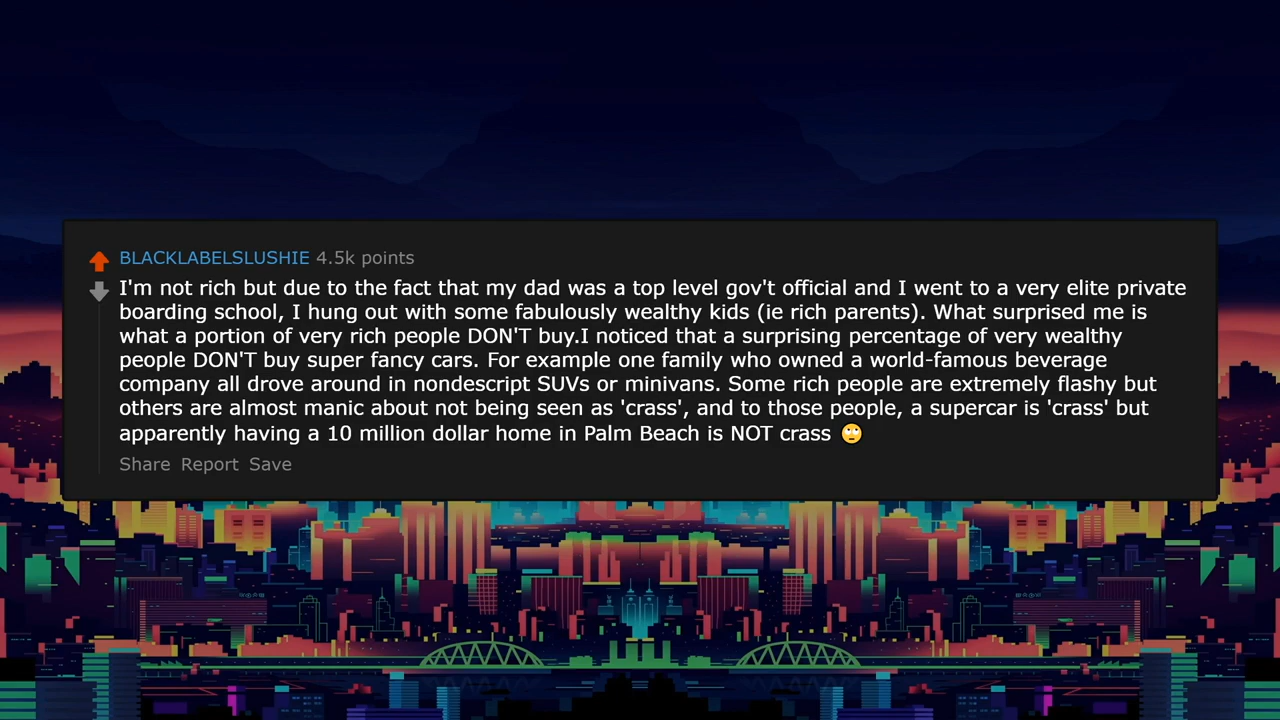 BLACKLABELSLUSHIE 4.5k points
I'm not rich but due to the fact that my dad was a top level gov't official and I went to a very elite private
boarding school, I hung out with some fabulously wealthy kids (ie rich parents). What surprised me is
what a portion of very rich people DON'T buy.I noticed that a surprising percentage of very wealthy
people DON'T buy super fancy cars. For example one family who owned a world-famous beverage
company all drove around in nondescript SUVs or minivans. Some rich people are extremely flashy but
others are almost manic about not being seen as 'crass', and to those people, a supercar is 'crass' but
apparently having a 10 million dollar home in Palm Beach is NOT crass 🙄
Share Report Save